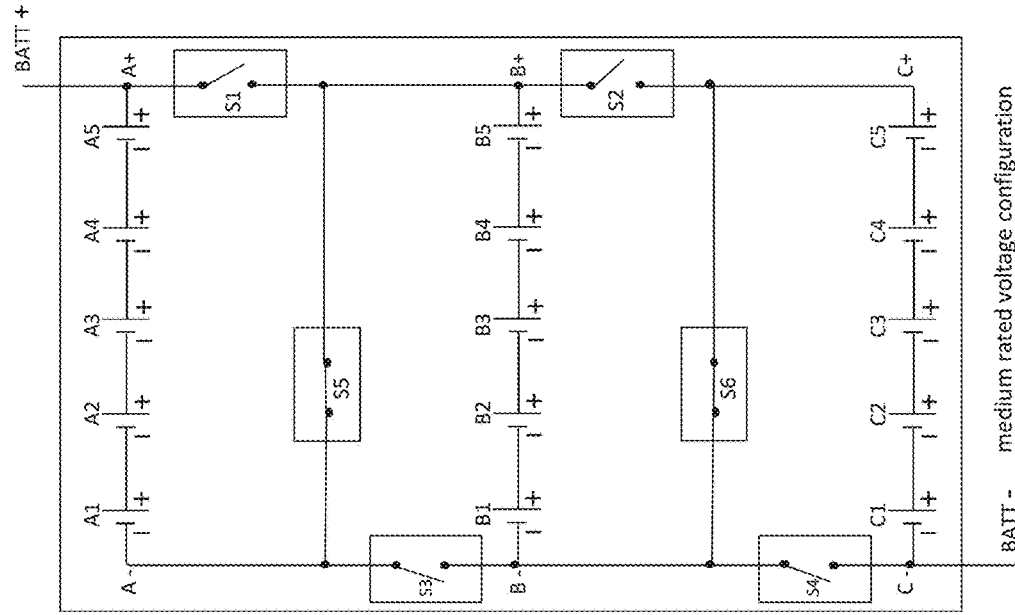 BATT +
A+
S1
B+
S2
C+
A5
B5
C5
A4
B4
C4
A3
B3
C3
S5
S6
A2
B2
C2
A1
B1
C1
A -
S3
B -
S4
C -
BATT -
medium rated voltage configuration
+
-
+
-
+
-
+
-
+
-
+
-
+
-
+
-
+
-
+
-
+
-
+
-
+
-
+
-
+
-